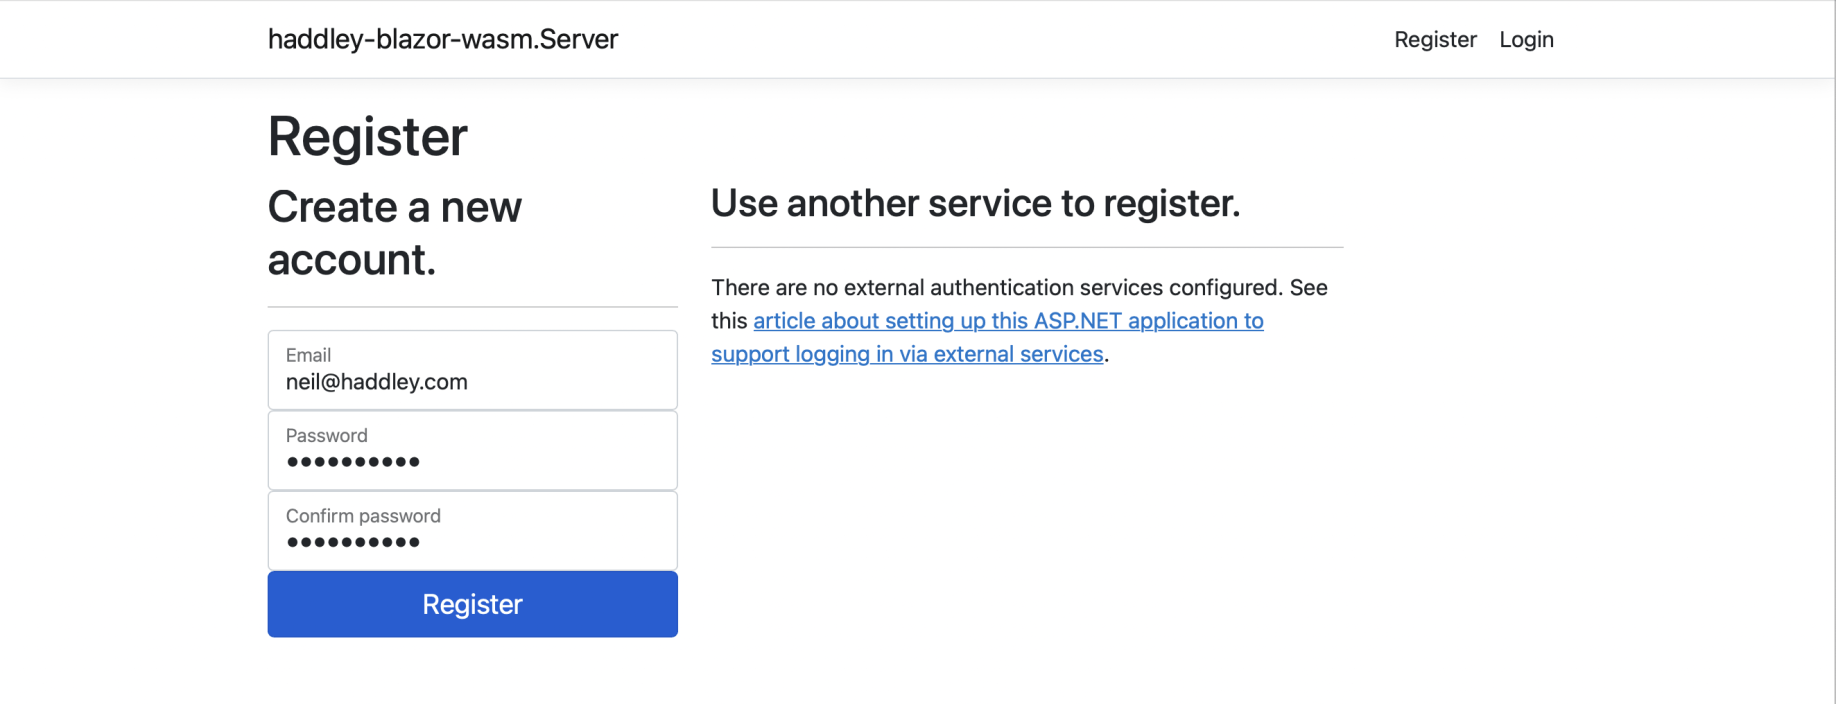 haddley-blazor-wasm.Server
Register
Login
Register
Create a new
account.
Email
neil@haddley.com
Password
••••••••••
Confirm password
••••••••••
Register
Use another service to register.
There are no external authentication services configured. See
this article about setting up this ASP.NET application to
support logging in via external services.